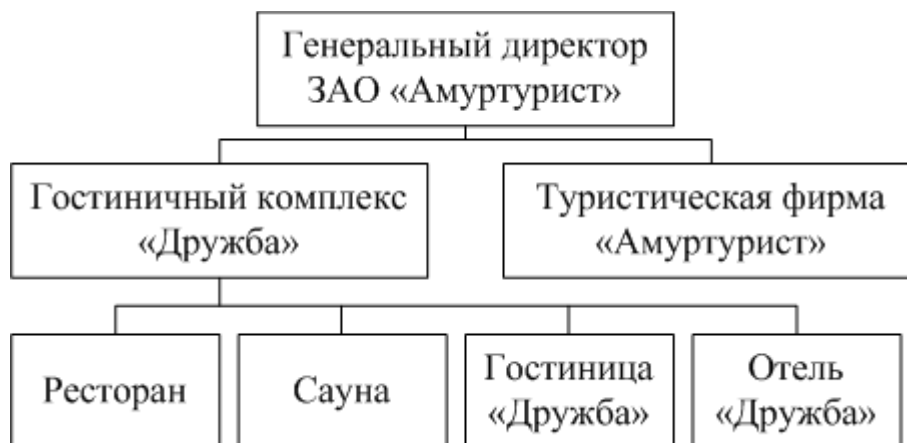 Генеральный директор
ЗАО «Амуртурист»
Гостиничный комплекс
«Дружба»
Туристическая фирма
«Амуртурист»
Ресторан
Сауна
Гостиница
«Дружба»
Отель
«Дружба»